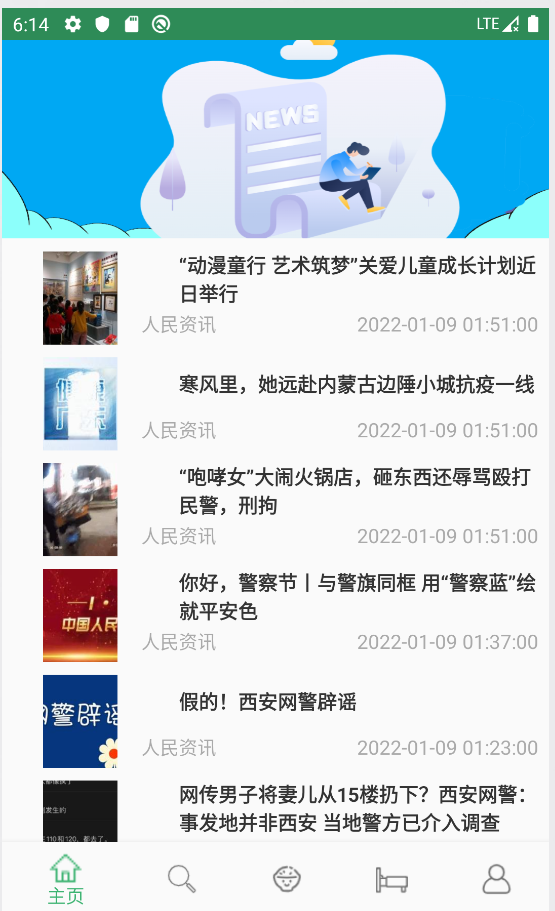 6:14
LTE
NEWS
“动漫童行 艺术筑梦”关爱儿童成长计划近
日举行
人民资讯
2022-01-09 01:51:00
寒风里，她远赴内蒙古边陲小城抗疫一线
人民资讯
2022-01-09 01:51:00
“咆哮女”大闹火锅店，砸东西还辱骂殴打
民警，刑拘
人民资讯
2022-01-09 01:51:00
中国人民
你好，警察节丨与警旗同框 用“警察蓝”绘
就平安色
人民资讯
2022-01-09 01:37:00
网警辟谣
假的！西安网警辟谣
人民资讯
2022-01-09 01:23:00
网传男子将妻儿从15楼扔下？西安网警：
事发地并非西安 当地警方已介入调查
主页